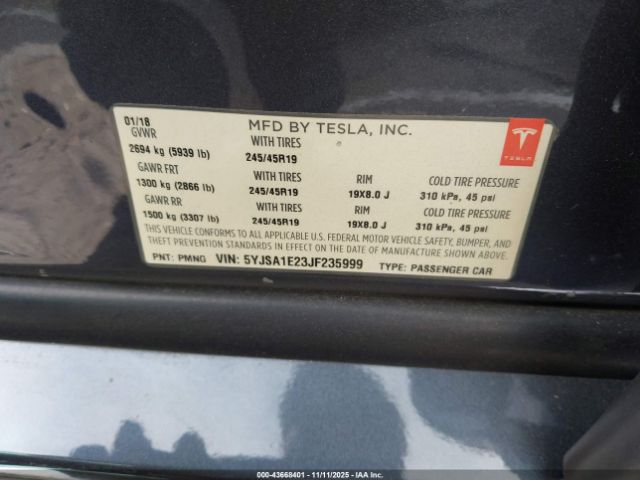 01/18 MFD BY TESLA, INC.
GVWR WITH TIRES
2694 kg (5939 lb) 245/45R19
GAWR FRT WITH TIRES RIM COLD TIRE PRESSURE
1300 kg (2866 lb) 245/45R19 19X8.0 J 310 kPa, 45 psi
GAWR RR WITH TIRES RIM COLD TIRE PRESSURE
1500 kg (3307 lb) 245/45R19 19X8.0 J 310 kPa, 45 psi
THIS VEHICLE CONFORMS TO ALL APPLICABLE U.S. FEDERAL MOTOR VEHICLE SAFETY, BUMPER, AND
THEFT PREVENTION STANDARDS IN EFFECT ON THE DATE OF MANUFACTURE SHOWN ABOVE.
PNT: PMNG VIN: 5YJSA1E23JF235999 TYPE: PASSENGER CAR
TESLA
000-43668401 - 11/11/2025 - IAAI